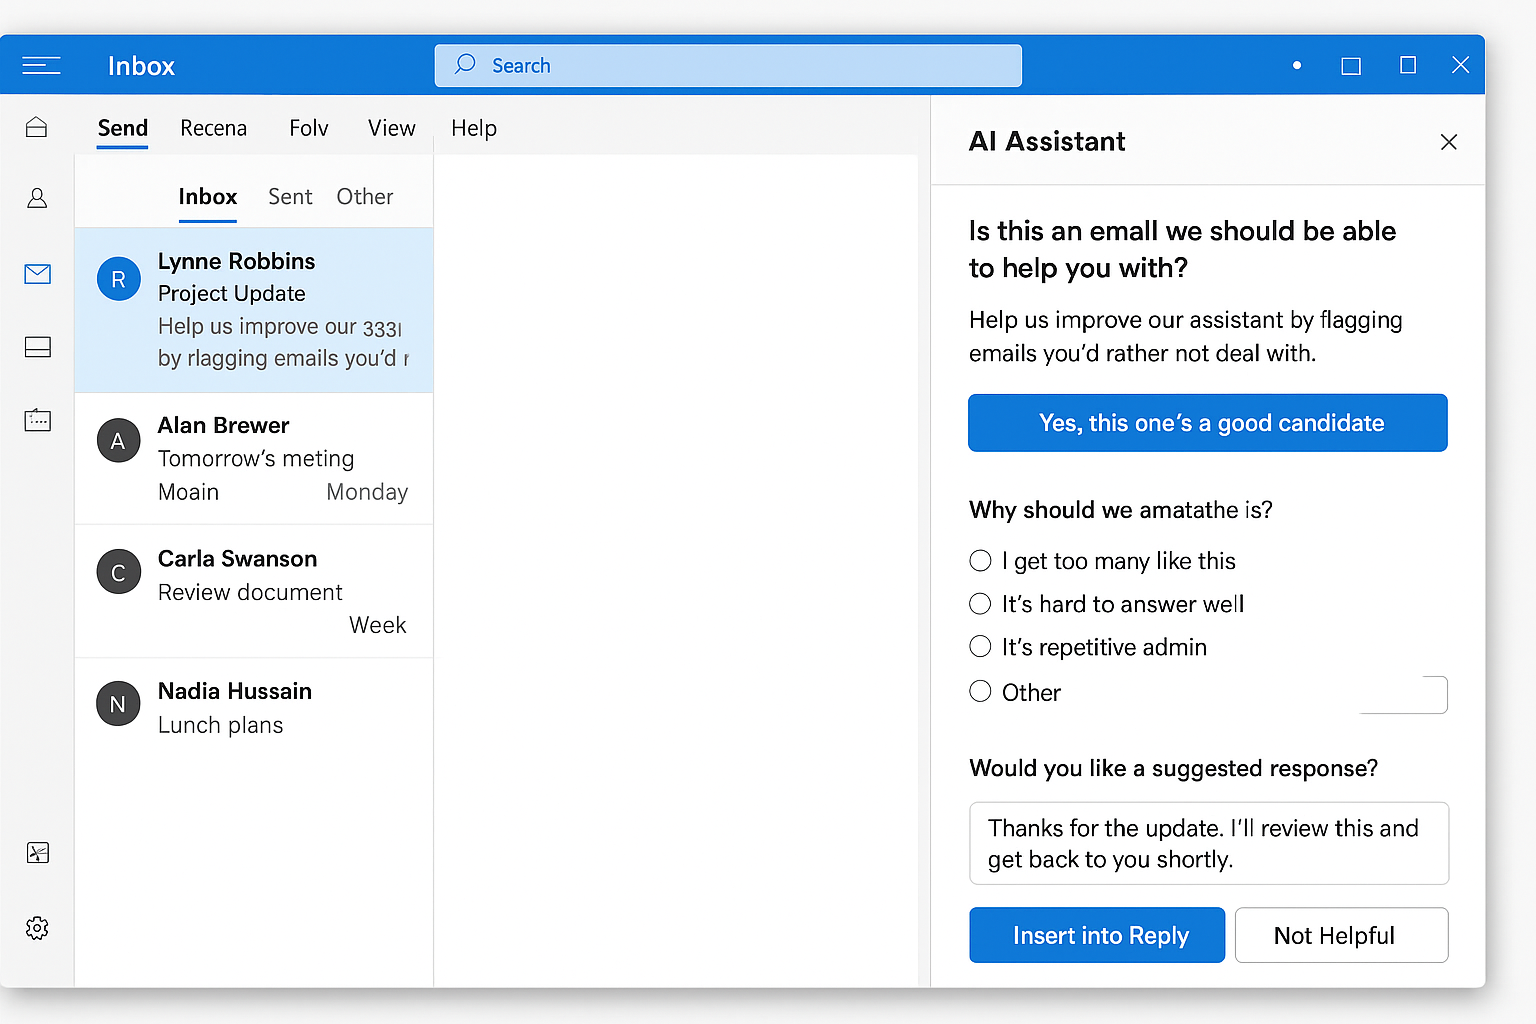 Inbox
Search
Send Recena Folv View Help
Inbox Sent Other
R
Lynne Robbins
Project Update
Help us improve our 333
by rlagging emails you'd r
A
Alan Brewer
Tomorrow's meting
Moain Monday
C
Carla Swanson
Review document
Week
N
Nadia Hussain
Lunch plans
AI Assistant
Is this an emall we should be able
to help you with?
Help us improve our assistant by flagging
emails you'd rather not deal with.
Yes, this one's a good candidate
Why should we amatathe is?
I get too many like this
It's hard to answer well
It's repetitive admin
Other
Would you like a suggested response?
Thanks for the update. I'll review this and
get back to you shortly.
Insert into Reply
Not Helpful